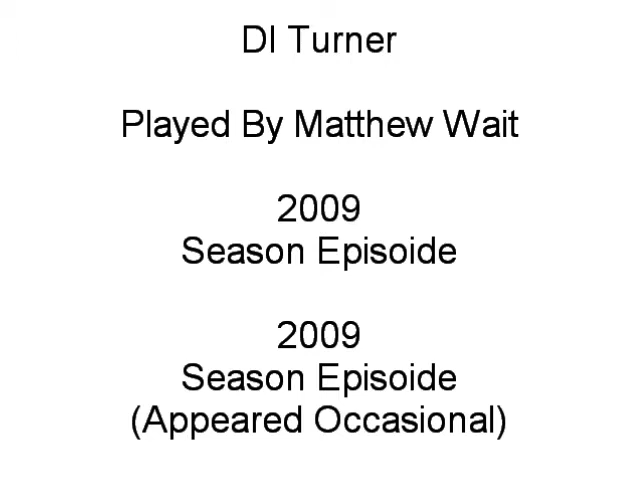 DI Turner
Played By Matthew Wait
2009
Season Episoide
2009
Season Episoide
(Appeared Occasional)